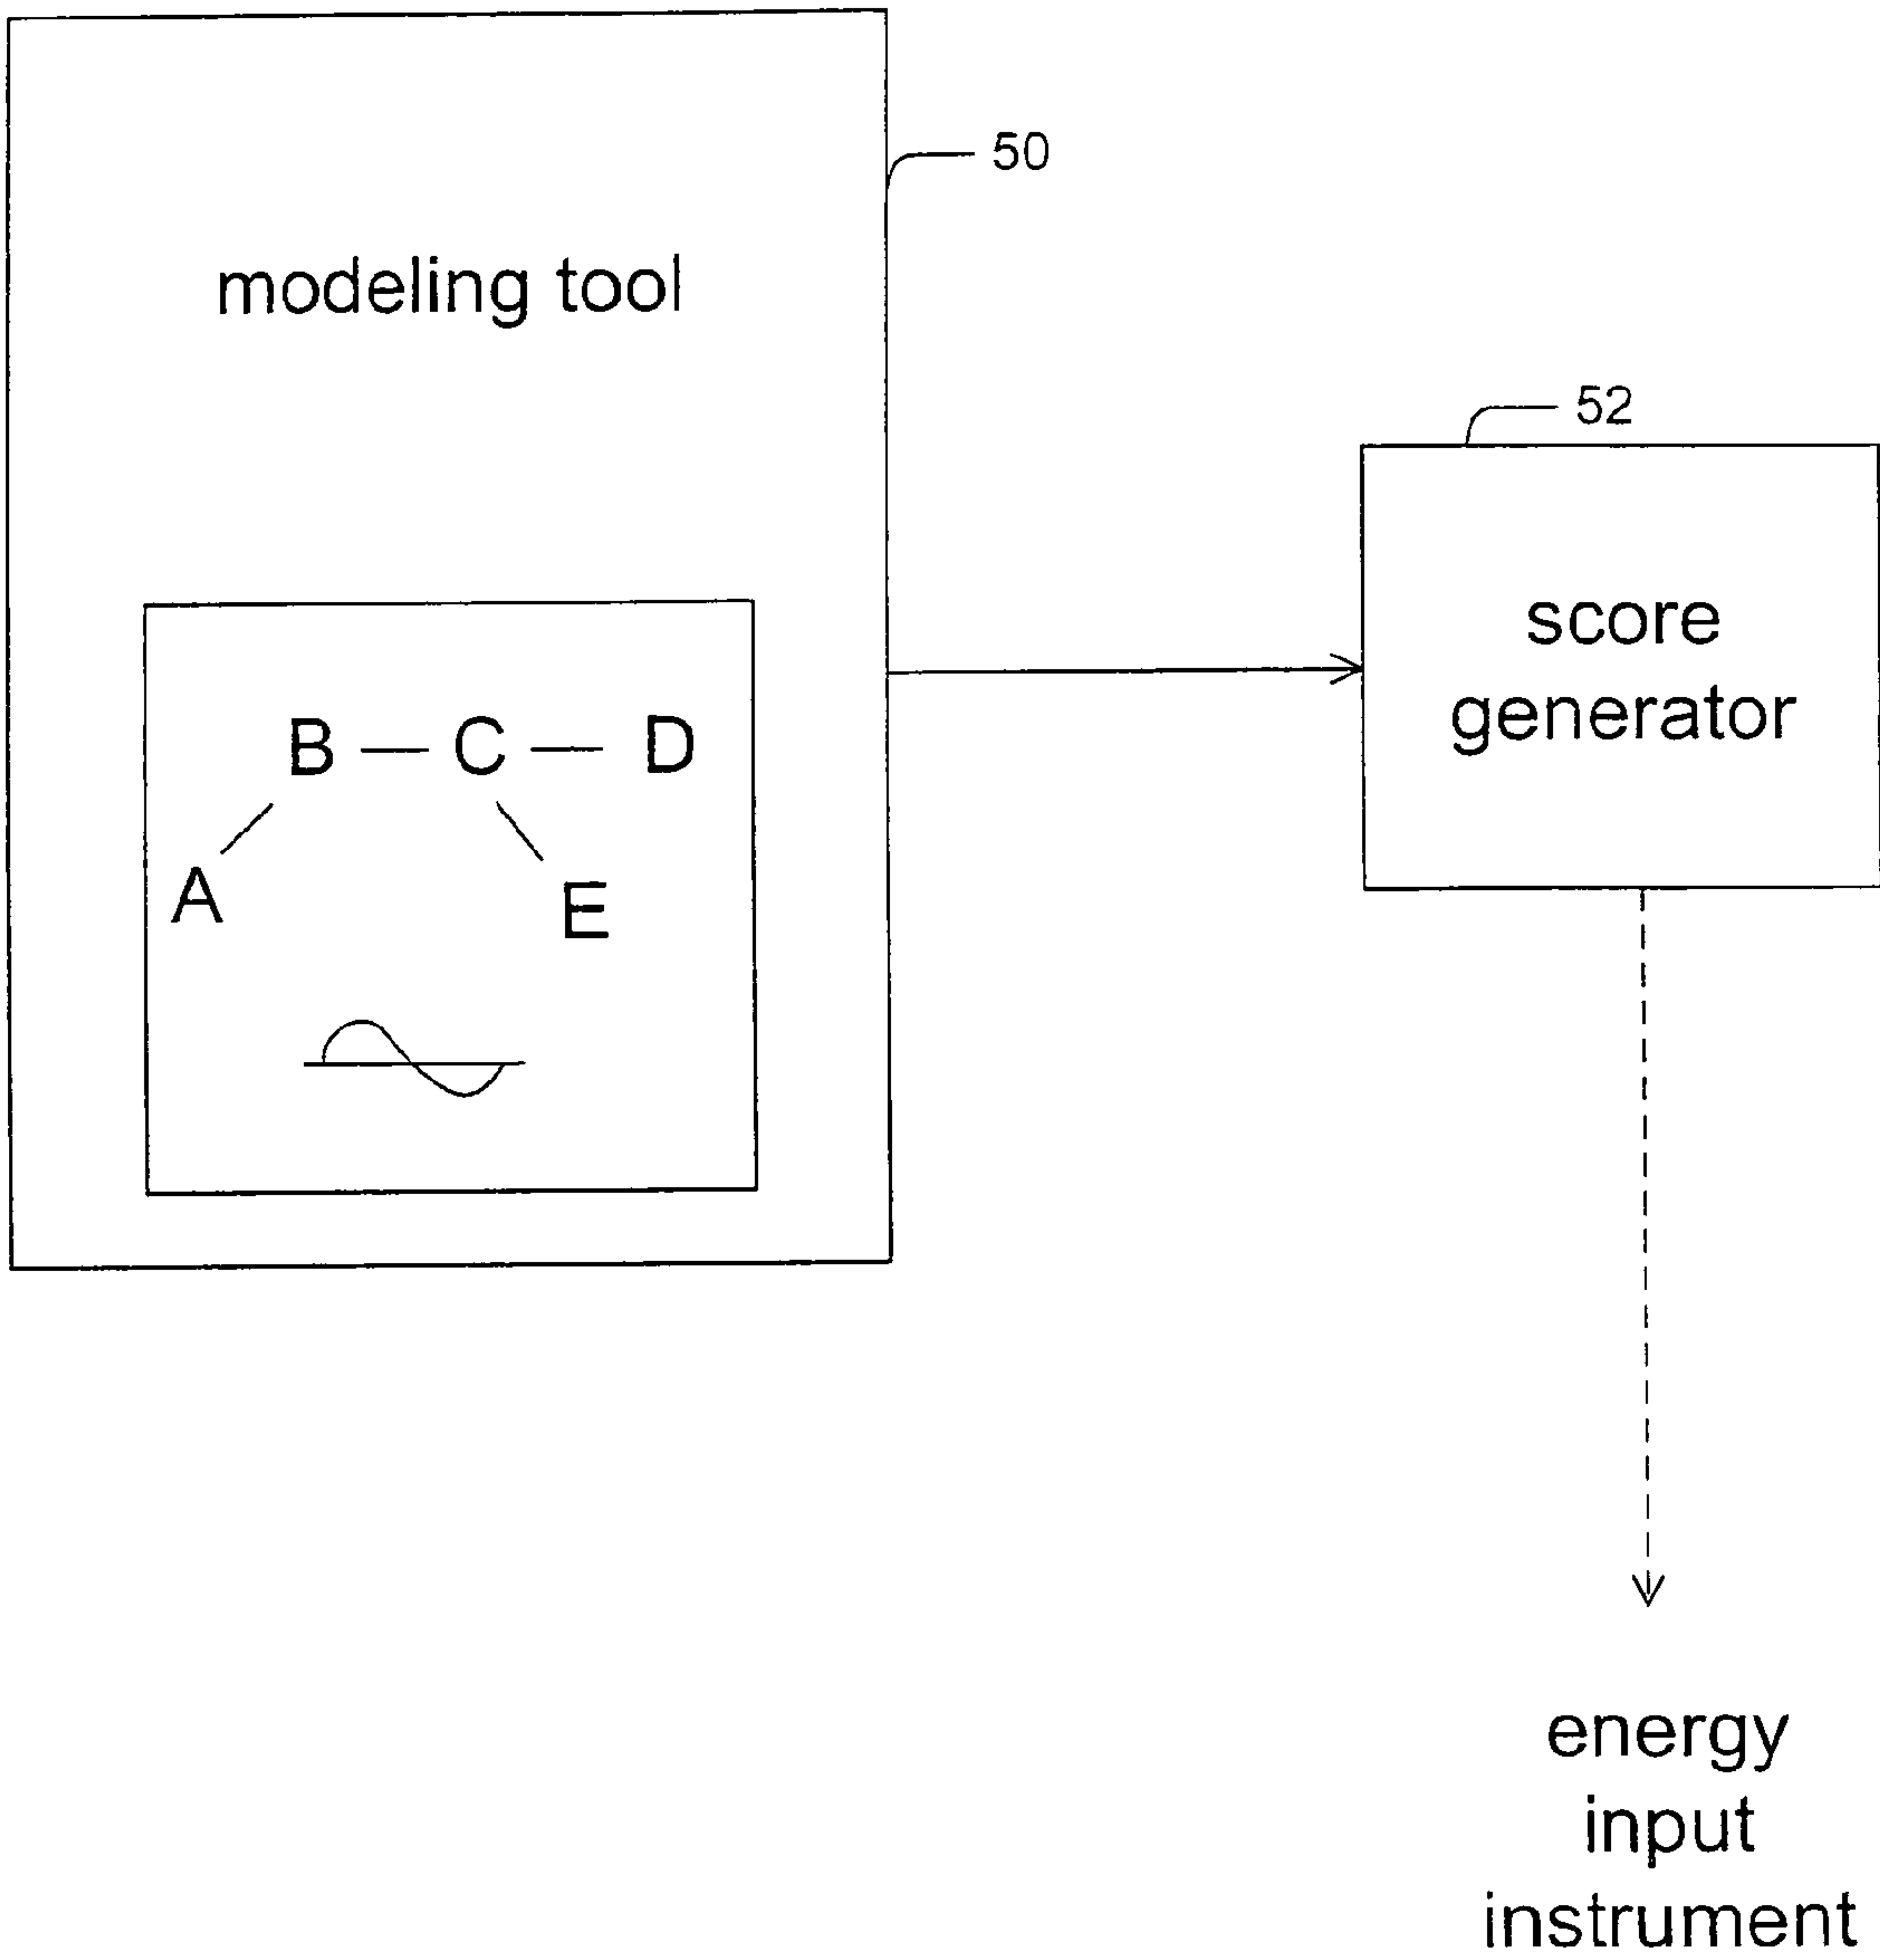 50
modeling tool
52
score
generator
B — C — D
A
E
energy
input
instrument